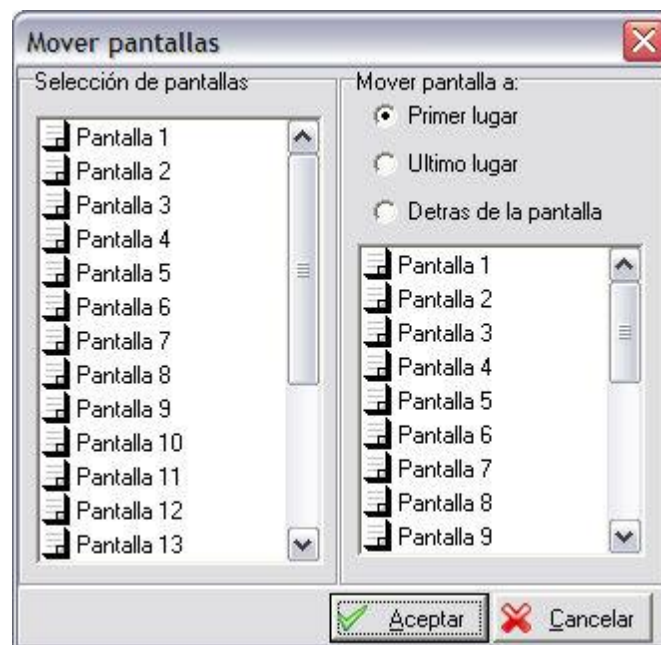 Mover pantallas
Selección de pantallas
Pantalla 1
Pantalla 2
Pantalla 3
Pantalla 4
Pantalla 5
Pantalla 6
Pantalla 7
Pantalla 8
Pantalla 9
Pantalla 10
Pantalla 11
Pantalla 12
Pantalla 13
Mover pantalla a:
Primer lugar
Ultimo lugar
Detras de la pantalla
Pantalla 1
Pantalla 2
Pantalla 3
Pantalla 4
Pantalla 5
Pantalla 6
Pantalla 7
Pantalla 8
Pantalla 9
Aceptar
Cancelar